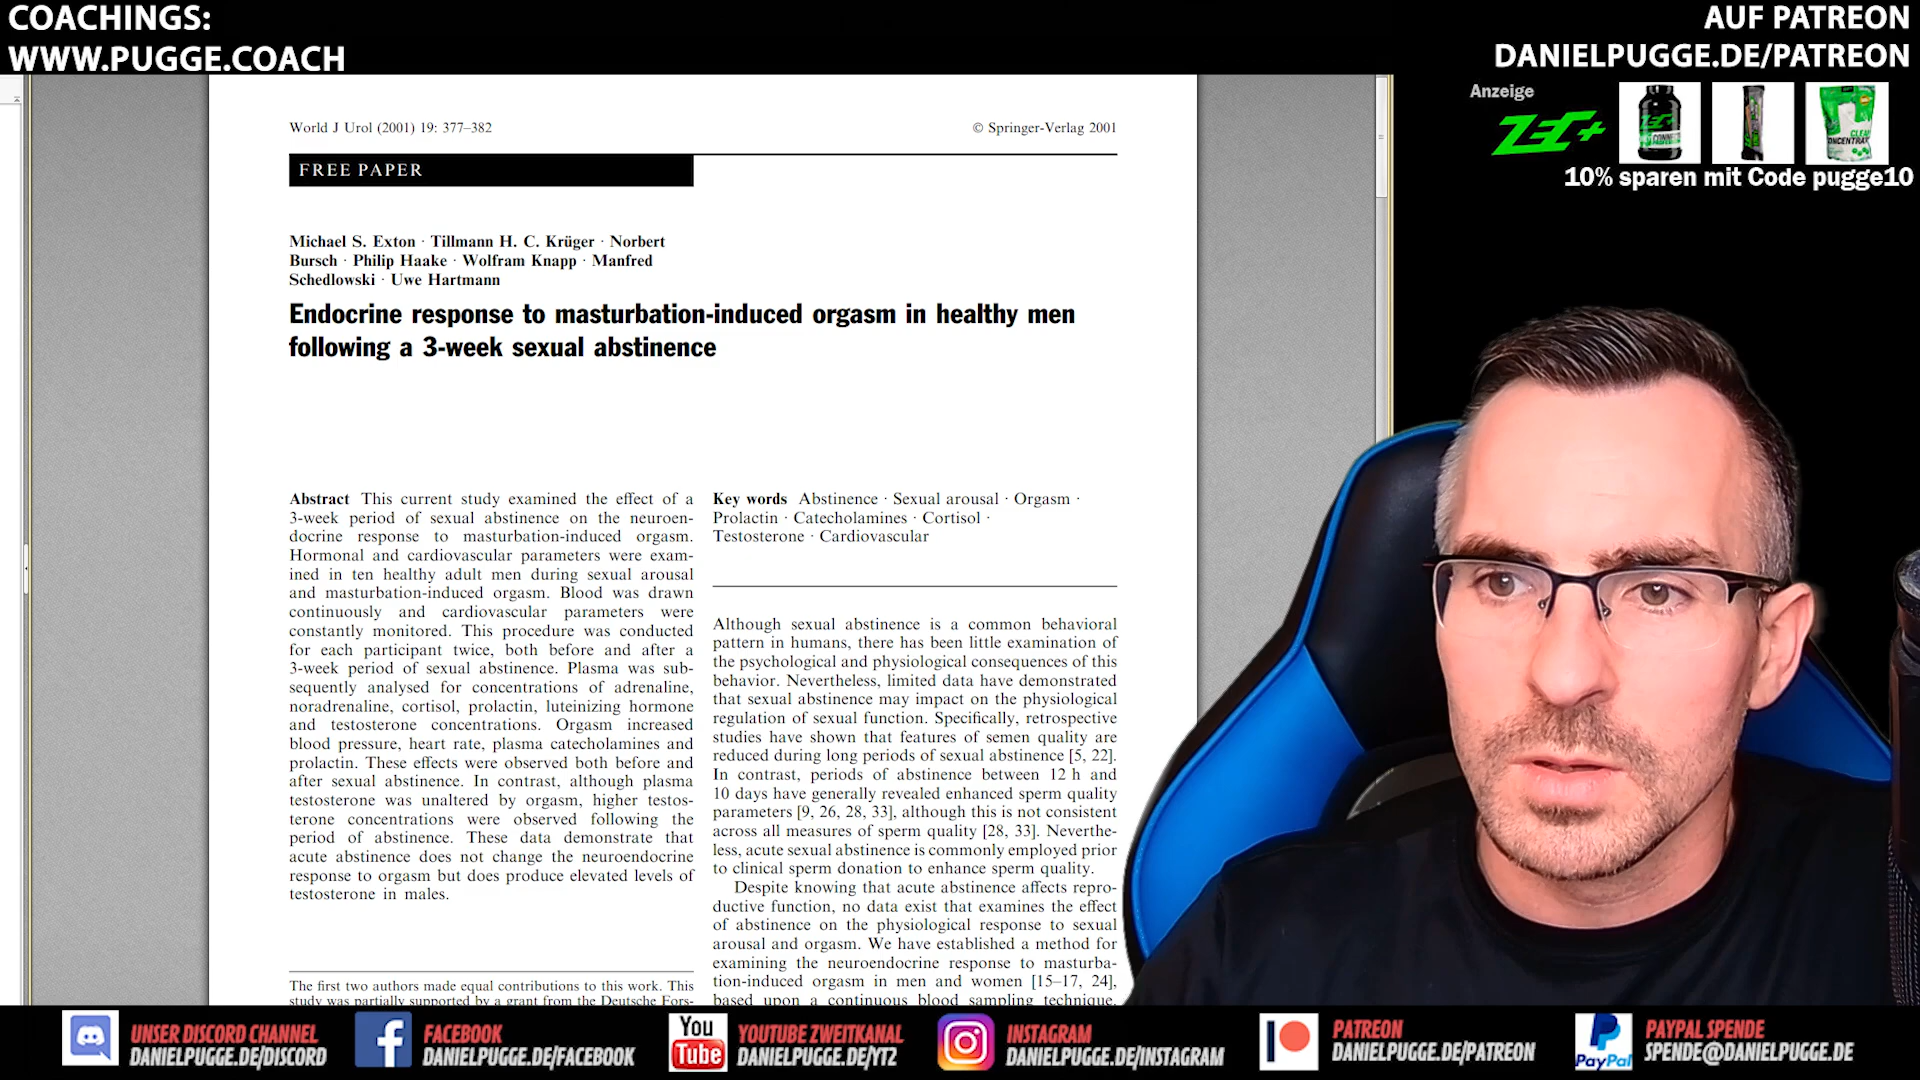 COACHINGS:
WWW.PUGGE.COACH
AUF PATREON
DANIELPUGGE.DE/PATREON
Anzeige
ZEC+
CLEAR
CONCENTRATE
10% sparen mit Code pugge10
World J Urol (2001) 19: 377–382
© Springer-Verlag 2001
FREE PAPER
Michael S. Exton · Tillmann H. C. Krüger · Norbert
Bursch · Philip Haake · Wolfram Knapp · Manfred
Schedlowski · Uwe Hartmann
Endocrine response to masturbation-induced orgasm in healthy men
following a 3-week sexual abstinence
Abstract This current study examined the effect of a
3-week period of sexual abstinence on the neuroen-
docrine response to masturbation-induced orgasm.
Hormonal and cardiovascular parameters were exam-
ined in ten healthy adult men during sexual arousal
and masturbation-induced orgasm. Blood was drawn
continuously and cardiovascular parameters were
constantly monitored. This procedure was conducted
for each participant twice, both before and after a
3-week period of sexual abstinence. Plasma was sub-
sequently analysed for concentrations of adrenaline,
noradrenaline, cortisol, prolactin, luteinizing hormone
and testosterone concentrations. Orgasm increased
blood pressure, heart rate, plasma catecholamines and
prolactin. These effects were observed both before and
after sexual abstinence. In contrast, although plasma
testosterone was unaltered by orgasm, higher testos-
terone concentrations were observed following the
period of abstinence. These data demonstrate that
acute abstinence does not change the neuroendocrine
response to orgasm but does produce elevated levels of
testosterone in males.
The first two authors made equal contributions to this work. This
study was partially supported by a grant from the Deutsche Fors-
Key words Abstinence · Sexual arousal · Orgasm ·
Prolactin · Catecholamines · Cortisol ·
Testosterone · Cardiovascular
Although sexual abstinence is a common behavioral
pattern in humans, there has been little examination of
the psychological and physiological consequences of this
behavior. Nevertheless, limited data have demonstrated
that sexual abstinence may impact on the physiological
regulation of sexual function. Specifically, retrospective
studies have shown that features of semen quality are
reduced during long periods of sexual abstinence [5, 22].
In contrast, periods of abstinence between 12 h and
10 days have generally revealed enhanced sperm quality
parameters [9, 26, 28, 33], although this is not consistent
across all measures of sperm quality [28, 33]. Neverthe-
less, acute sexual abstinence is commonly employed prior
to clinical sperm donation to enhance sperm quality.
Despite knowing that acute abstinence affects repro-
ductive function, no data exist that examines the effect
of abstinence on the physiological response to sexual
arousal and orgasm. We have established a method for
examining the neuroendocrine response to masturba-
tion-induced orgasm in men and women [15–17, 24],
based upon a continuous blood sampling technique.
UNSER DISCORD CHANNEL
DANIELPUGGE.DE/DISCORD
FACEBOOK
DANIELPUGGE.DE/FACEBOOK
You
Tube
YOUTUBE ZWEITKANAL
DANIELPUGGE.DE/YT2
INSTAGRAM
DANIELPUGGE.DE/INSTAGRAM
PATREON
DANIELPUGGE.DE/PATREON
PayPal
PAYPAL SPENDE
SPENDE@DANIELPUGGE.DE